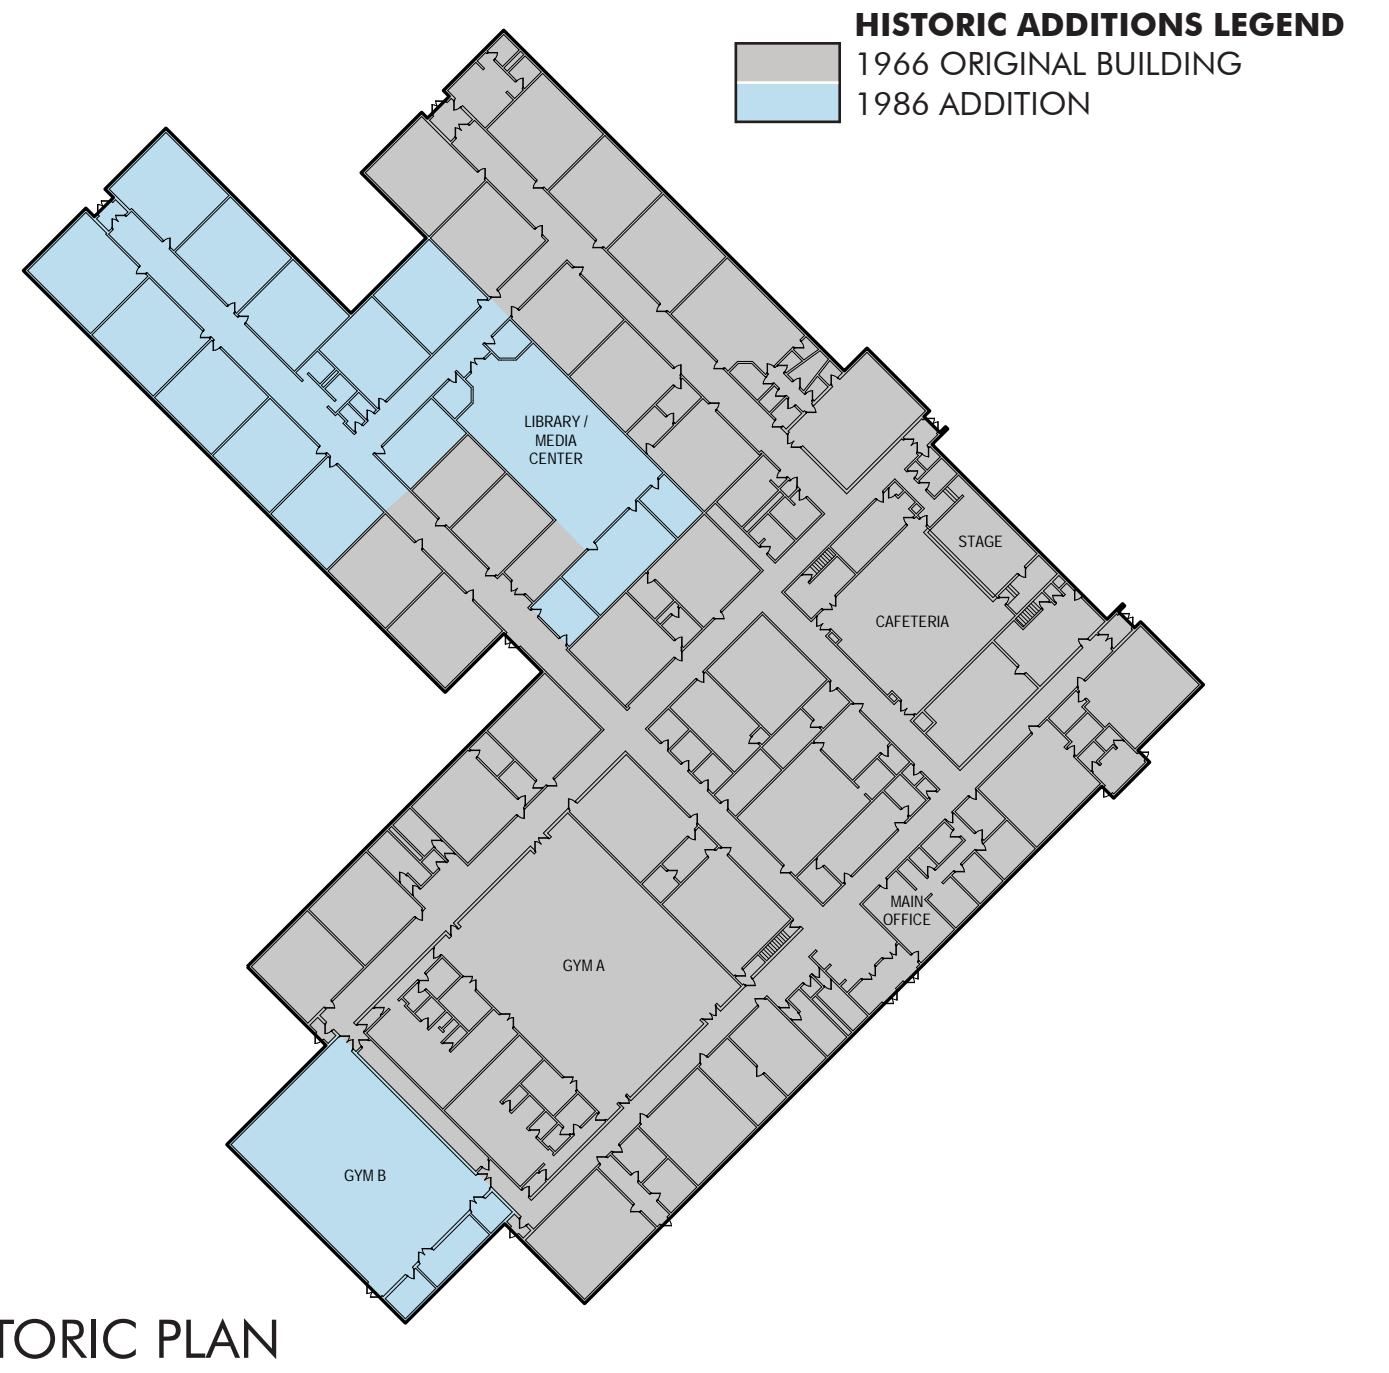 HISTORIC ADDITIONS LEGEND
1966 ORIGINAL BUILDING
1986 ADDITION
LIBRARY /
MEDIA
CENTER
STAGE
CAFETERIA
MAIN
OFFICE
GYM A
GYM B
TORIC PLAN